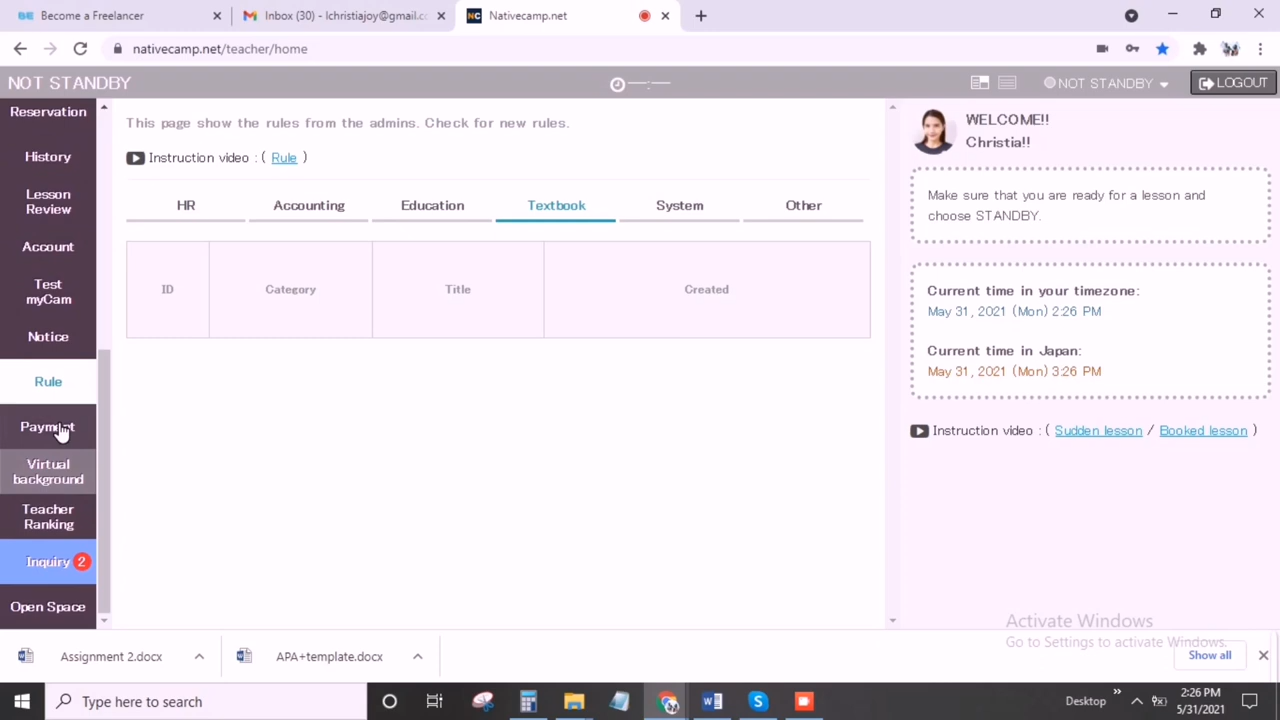 Become a Freelancer
Inbox (30) - lchristiajoy@gmail.cc
Nativecamp.net
nativecamp.net/teacher/home
NOT STANDBY
NOT STANDBY
LOGOUT
Reservation
History
Lesson
Review
Account
Test
myCam
Notice
Rule
Payment
Virtual
background
Teacher
Ranking
Inquiry 2
Open Space
This page show the rules from the admins. Check for new rules.
Instruction video : ( Rule )
HR Accounting Education Textbook System Other
ID Category Title Created
WELCOME!!
Christia!!
Make sure that you are ready for a lesson and
choose STANDBY.
Current time in your timezone:
May 31, 2021 (Mon) 2:26 PM
Current time in Japan:
May 31, 2021 (Mon) 3:26 PM
Instruction video : ( Sudden lesson / Booked lesson )
Activate Windows
Go to Settings to activate Windows.
Assignment 2.docx
APA+template.docx
Show all
Type here to search
Desktop
2:26 PM
5/31/2021